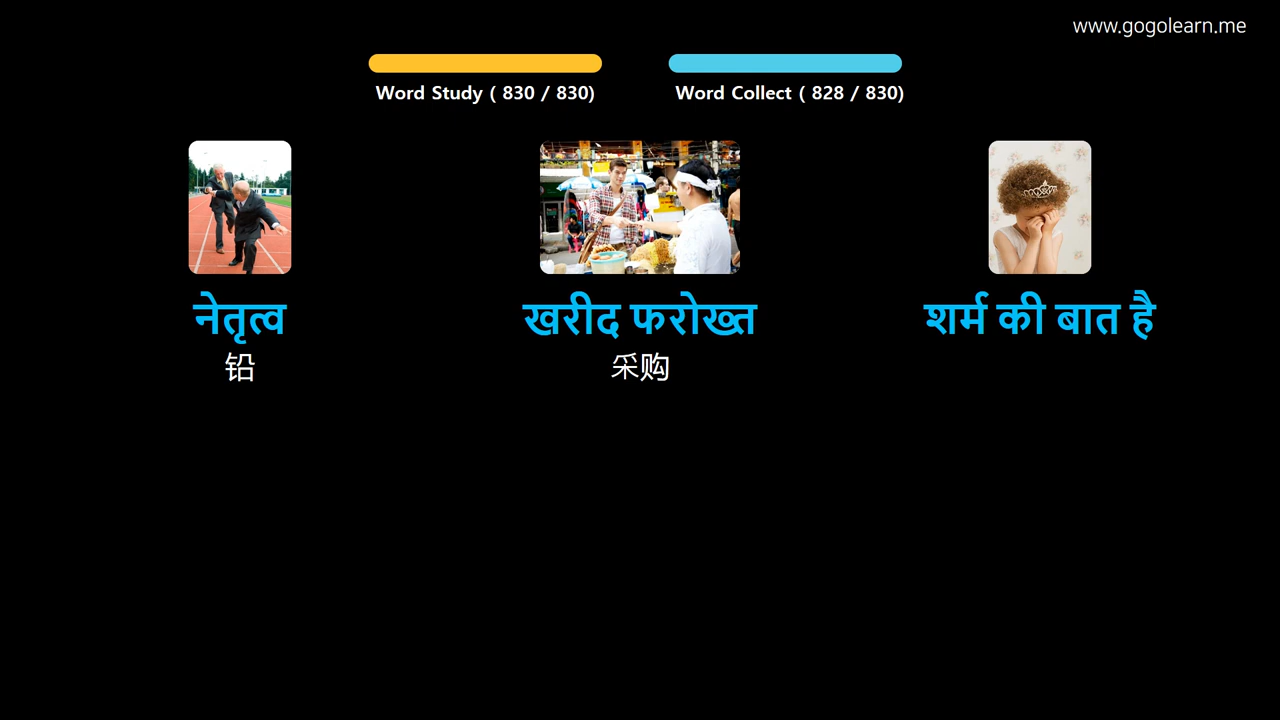 www.gogolearn.me
Word Study ( 830 / 830)
Word Collect ( 828 / 830)
नेतृत्व
铅
खरीद फरोख्त
采购
शर्म की बात है